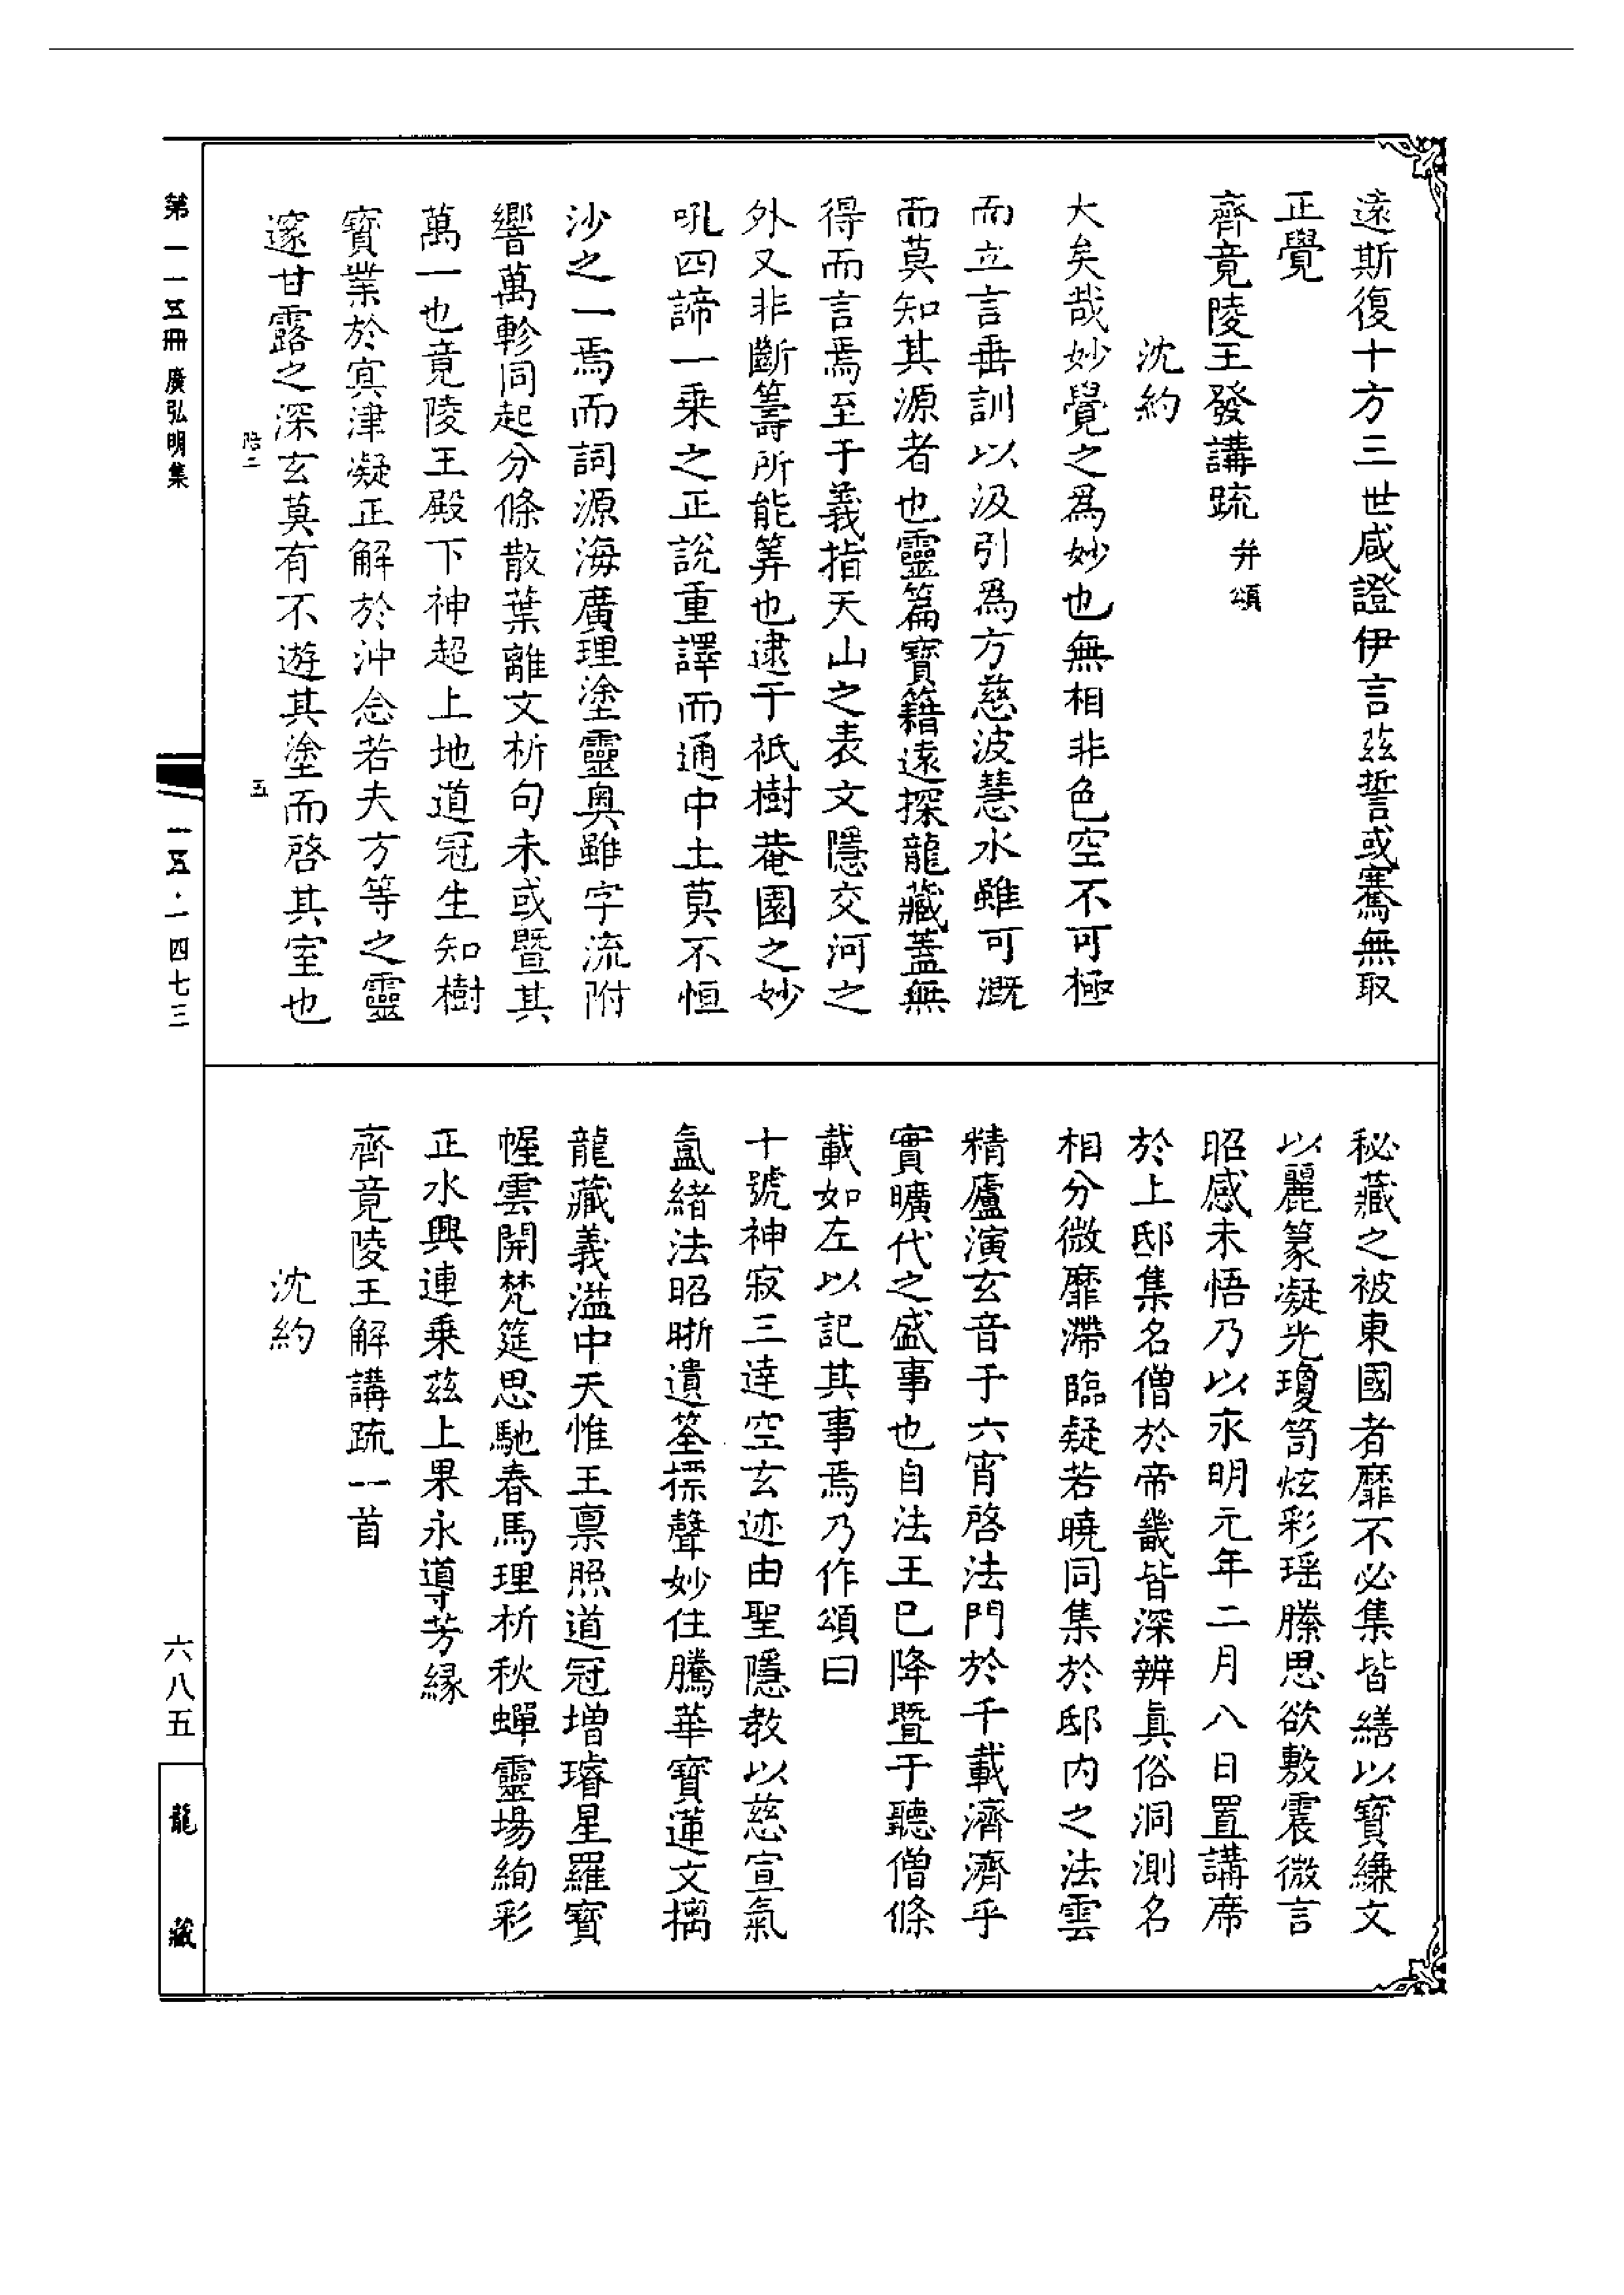 遠斯復十方三世咸證伊言茲誓或騫無取
正覺
齊竟陵王發講䟽并頌
沈約
大矣哉妙覺之爲妙也無相非色空不可極
而立言垂訓以汲引爲方慈波慧水雖可漑
而莫知其源者也靈篇寶籍遠探龍藏蓋無
得而言焉至于義指天山之表文隱交河之
外又非斷籌所能筭也逮于祇樹菴園之妙
吼四諦一乗之正說重譯而通中土莫不恒
沙之一焉而詞源海廣理塗靈奥雖字流附
響萬軫同起分條散葉離文析句未或暨其
萬一也竟陵王殿下神超上地道冠生知樹
寳業於寘津凝正解於沖念若夫方等之靈
邃甘露之深玄莫有不遊其塗而啓其室也
秘藏之被東國者靡不必集皆繕以寳縑文
以麗篆凝光瓊笥炫彩瑶縢思欲敷震微言
昭感未悟乃以永明元年二月八日置講席
於上邸集名僧於帝畿皆深辨真俗洞測名
相分微靡滯臨疑若曉同集於邸内之法雲
精廬演玄音于六宵啓法門於千載濟濟乎
實曠代之盛事也自法王已降暨于聽僧條
載如左以記其事焉乃作頌曰
十號神寂三達空玄迹由聖隱教以慈宣氣
氳緒法昭晣遺筌摽聲妙住騰華寳蓮文摛
龍藏義溢中天惟王禀照道冠增璿星羅寳
幄雲開梵筵思馳春馬理析秋蟬靈場絢彩
正水興連乗茲上果永導芳縁
齊竟陵王解講䟽一首
沈約
第一一五冊 廣弘明集
陪二
五
一五·一四七三
六八五
龍藏